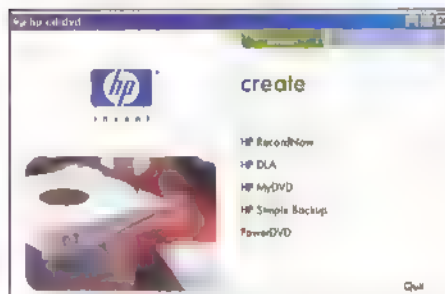 hp cd-dvd
hp
invent
create
HP RecordNow
HP DLA
HP MyDVD
HP Simple Backup
PowerDVD
Quit